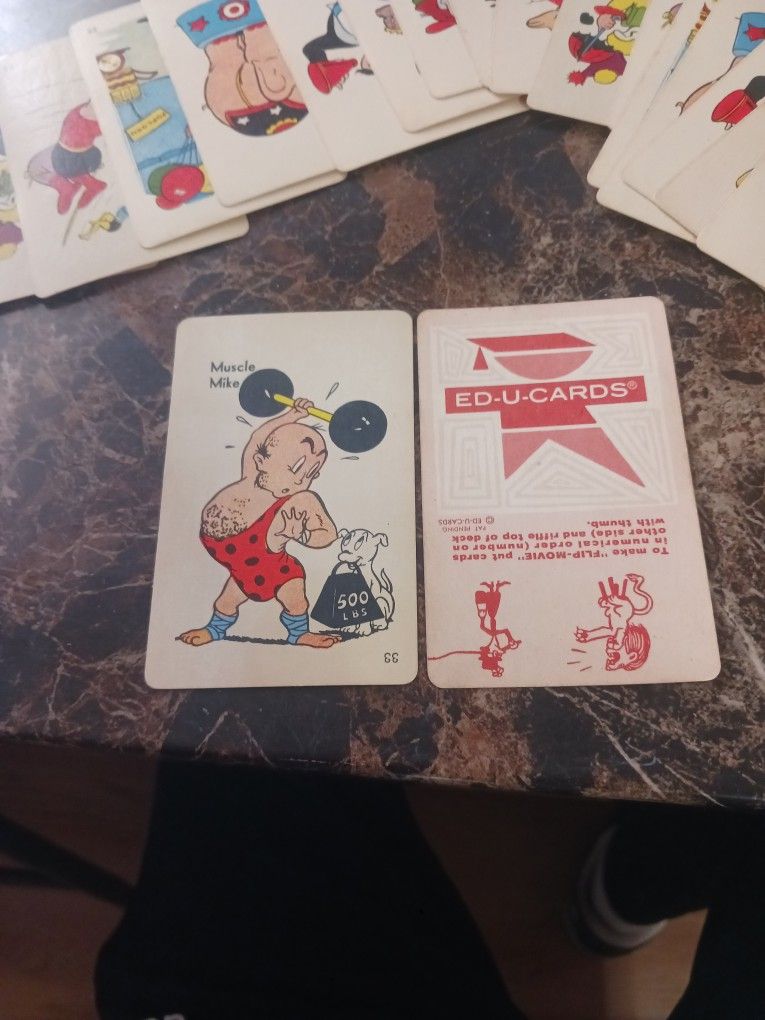 Muscle
Mike
500
LBS
33
ED-U-CARDS®
To make "FLIP-MOVIE" put cards
in numerical order (number on
other side) and riffle top of deck
with thumb.
PAT PENDING
© ED-U-CARDS